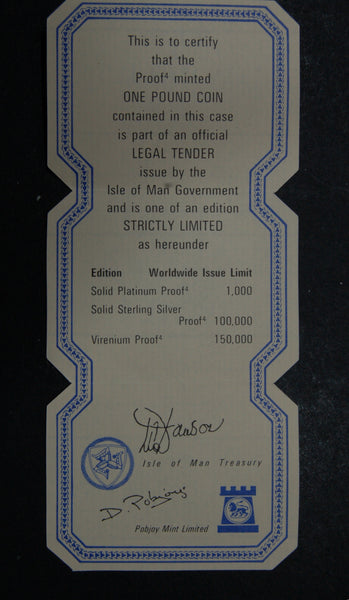 This is to certify
that the
Proof⁴ minted
ONE POUND COIN
contained in this case
is part of an official
LEGAL TENDER
issue by the
Isle of Man Government
and is one of an edition
STRICTLY LIMITED
as hereunder
Edition Worldwide Issue Limit
Solid Platinum Proof⁴ 1,000
Solid Sterling Silver
Proof⁴ 100,000
Virenium Proof⁴ 150,000
Isle of Man Treasury
D. Pobjoy
Pobjoy Mint Limited